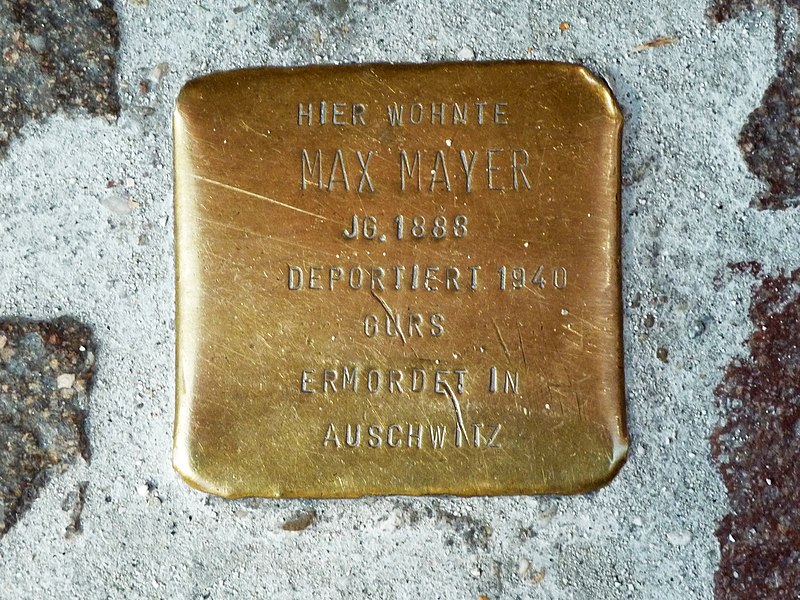 HIER WOHNTE
MAX MAYER
JG. 1888
DEPORTIERT 1940
GURS
ERMORDET IN
AUSCHWITZ